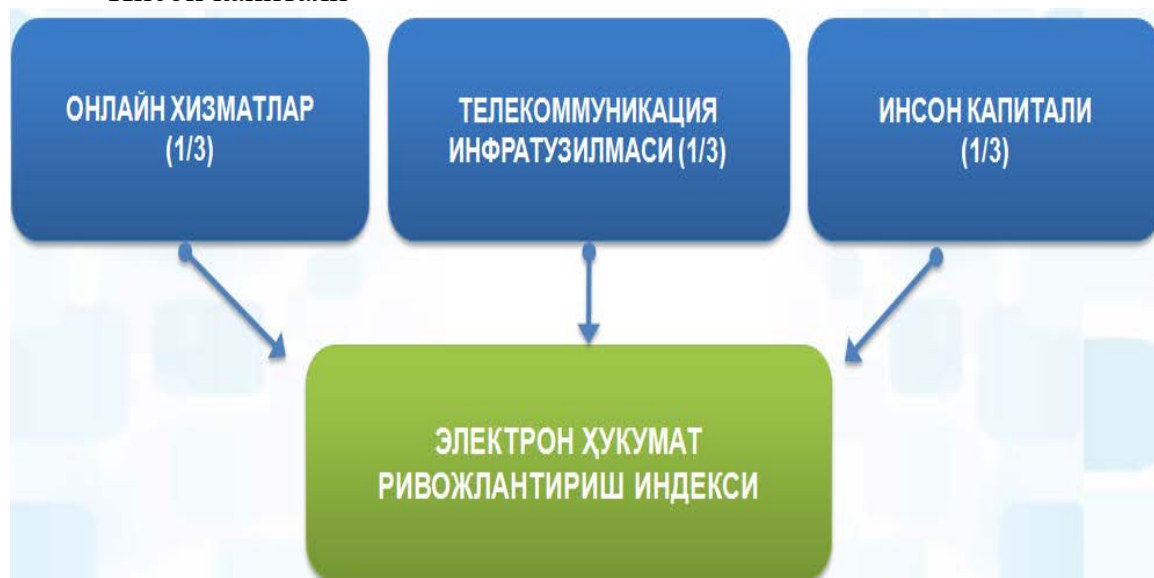 ОНЛАЙН ХИЗМАТЛАР
(1/3)
ТЕЛЕКОММУНИКАЦИЯ
ИНФРАТУЗИЛМАСИ (1/3)
ИНСОН КАПИТАЛИ
(1/3)
ЭЛЕКТРОН ҲУКУМАТ
РИВОЖЛАНТИРИШ ИНДЕКСИ